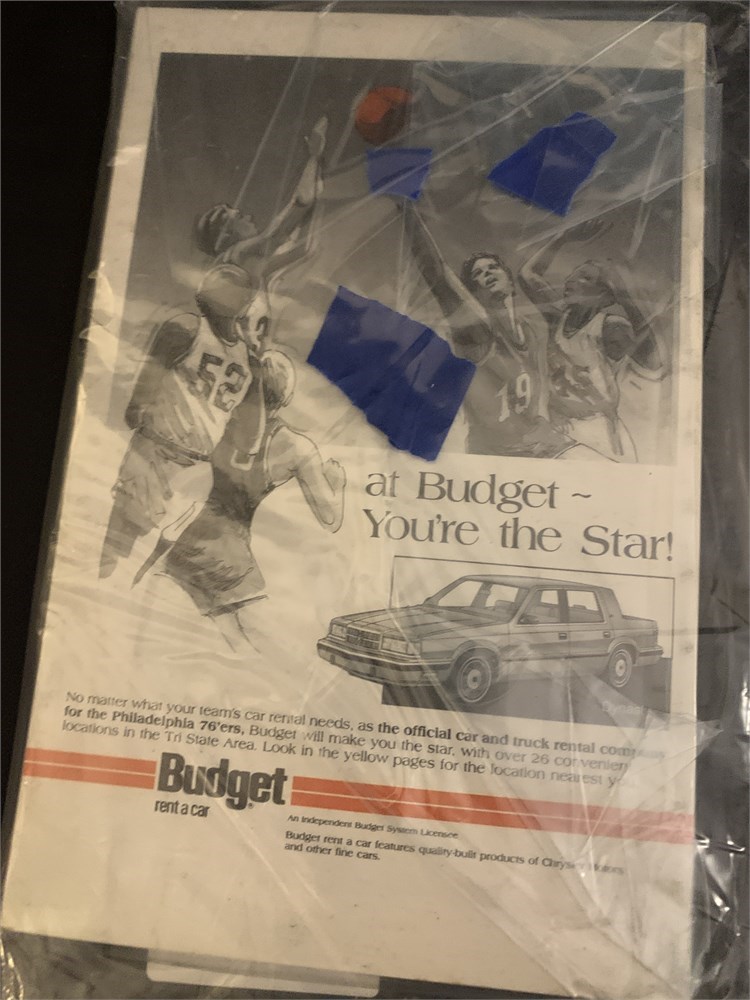 52
19
at Budget ~
You're the Star!
No matter what your team's car rental needs, as the official car and truck rental
for the Philadelphia 76'ers, Budget will make you the star, with over 26 convenient
locations in the Tri State Area. Look in the yellow pages for the location nearest
Budget
rent a car
An Independent Budget System Licensee
Budget rent a car features quality-built products of Chrysler Motors
and other fine cars.